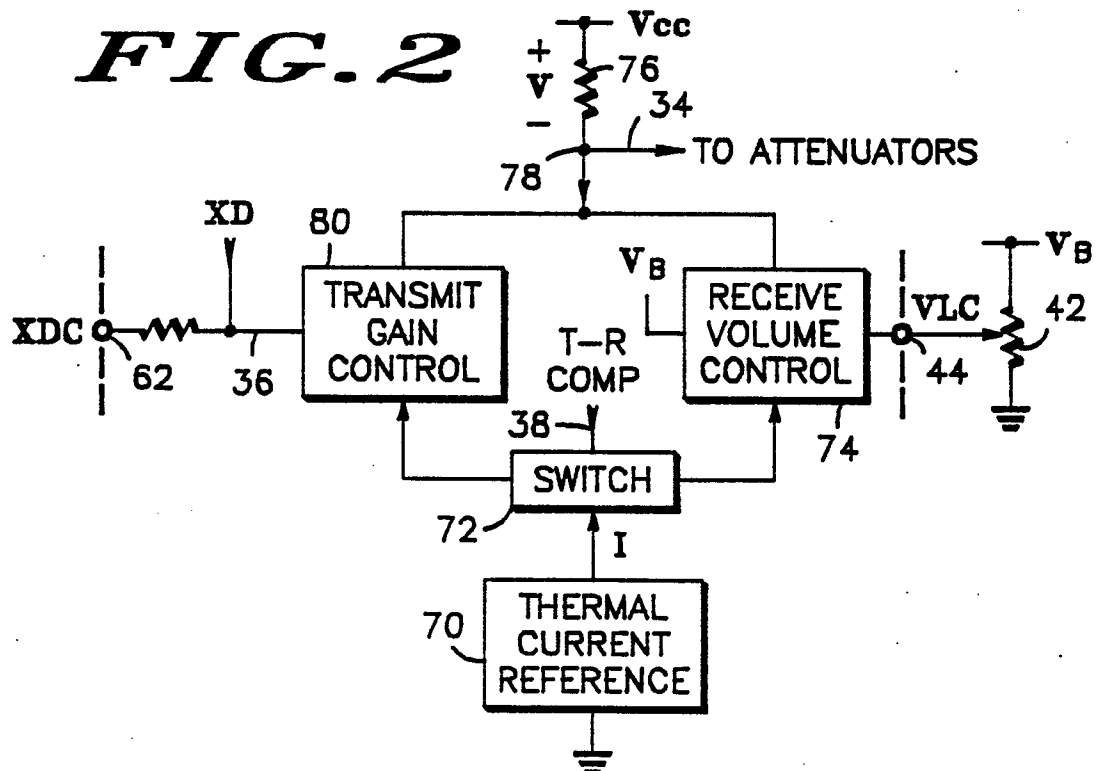 FIG. 2
Vcc
+
V
–
76
34
78
TO ATTENUATORS
XD
80
VB
VB
XDC
62
36
TRANSMIT
GAIN
CONTROL
T–R
COMP
38
RECEIVE
VOLUME
CONTROL
VLC
42
44
74
SWITCH
72
I
70
THERMAL
CURRENT
REFERENCE